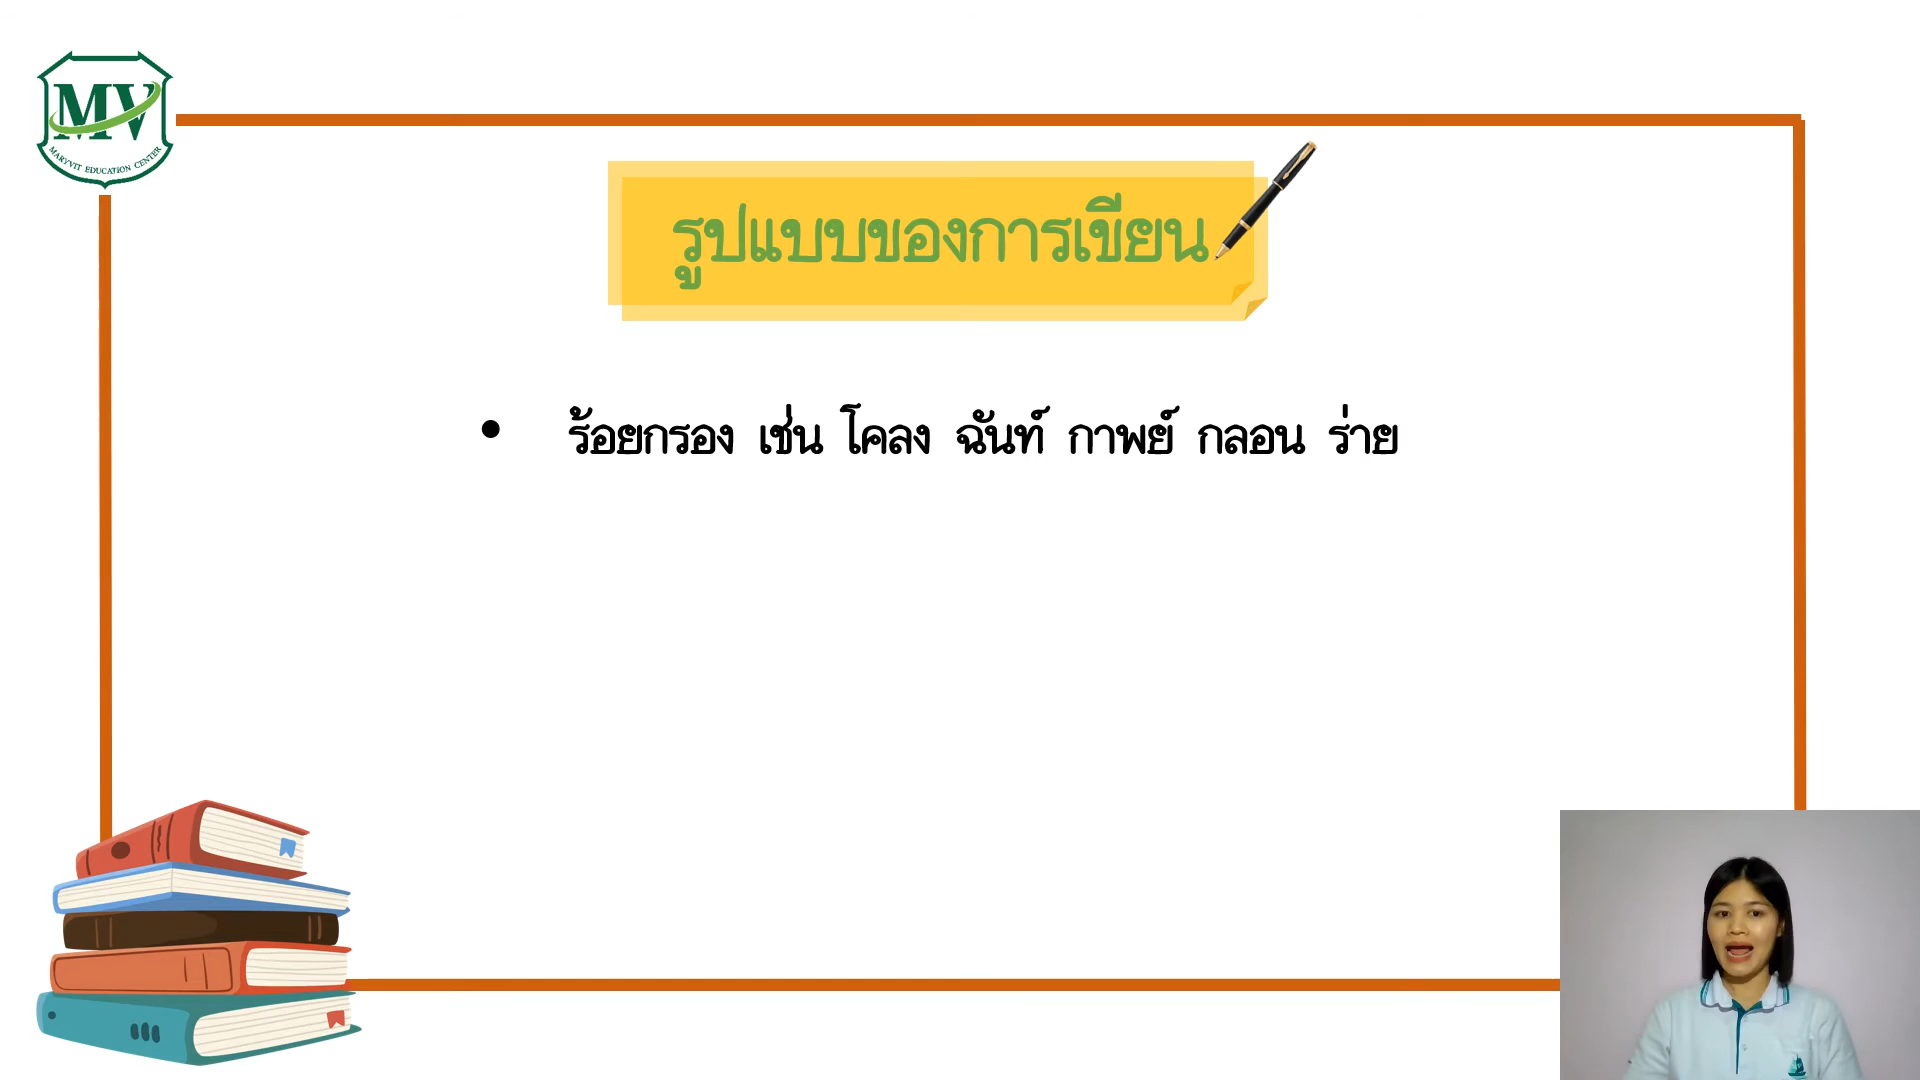 MV
MARYVIT EDUCATION CENTER
รูปแบบของการเขียน
• ร้อยกรอง เช่น โคลง ฉันท์ กาพย์ กลอน ร่าย